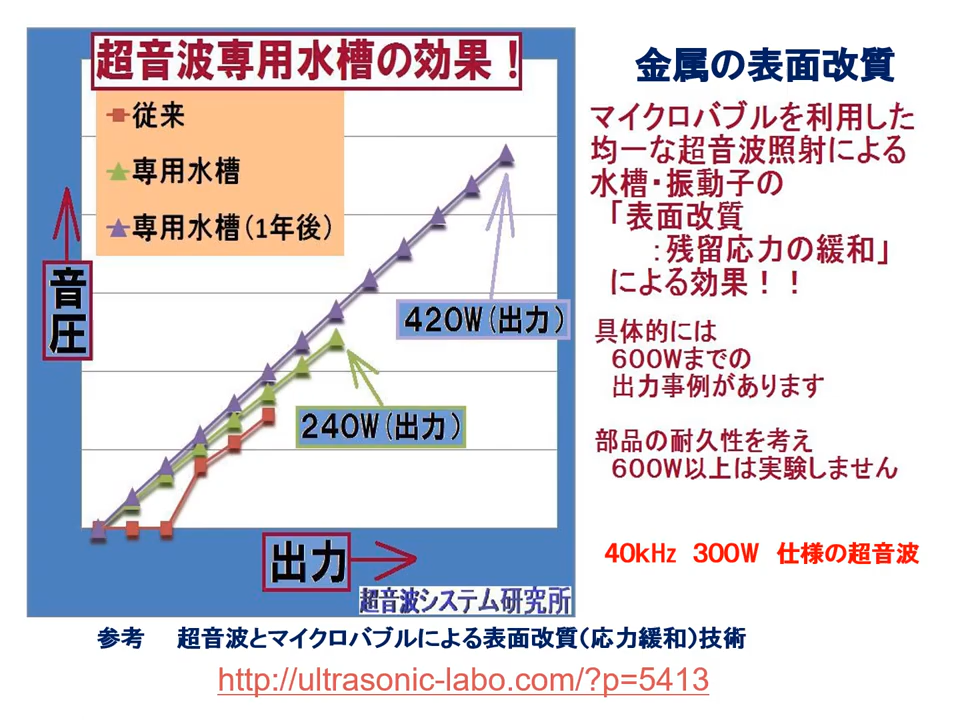 超音波専用水槽の効果！
従来
専用水槽
専用水槽（1年後）
音圧
420W（出力）
240W（出力）
出力
超音波システム研究所
金属の表面改質
マイクロバブルを利用した
均一な超音波照射による
水槽・振動子の
「表面改質
：残留応力の緩和」
による効果！！
具体的には
600Wまでの
出力事例があります
部品の耐久性を考え
600W以上は実験しません
40kHz 300W 仕様の超音波
参考 超音波とマイクロバブルによる表面改質（応力緩和）技術
http://ultrasonic-labo.com/?p=5413